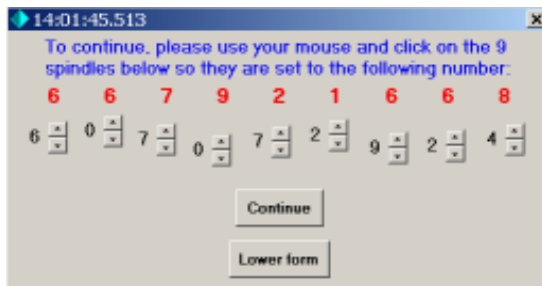 14:01:45.513
To continue, please use your mouse and click on the 9
spindles below so they are set to the following number:
6 6 7 9 2 1 6 6 8
6 0 7 0 7 2 9 2 4
Continue
Lower form